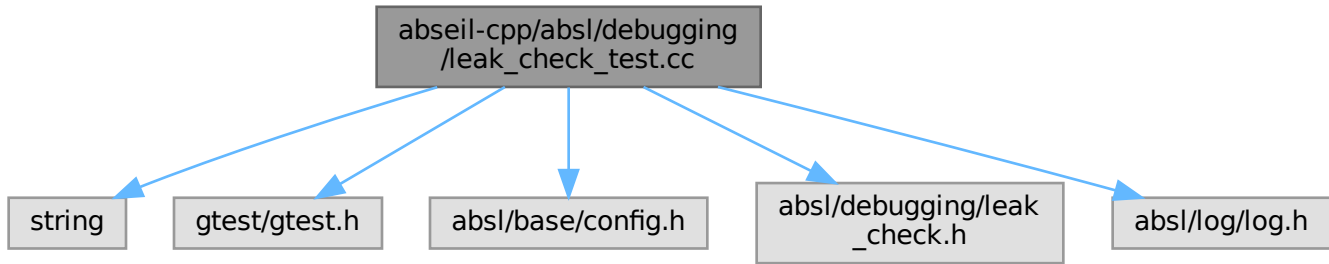 abseil-cpp/absl/debugging
/leak_check_test.cc
string
gtest/gtest.h
absl/base/config.h
absl/debugging/leak
_check.h
absl/log/log.h